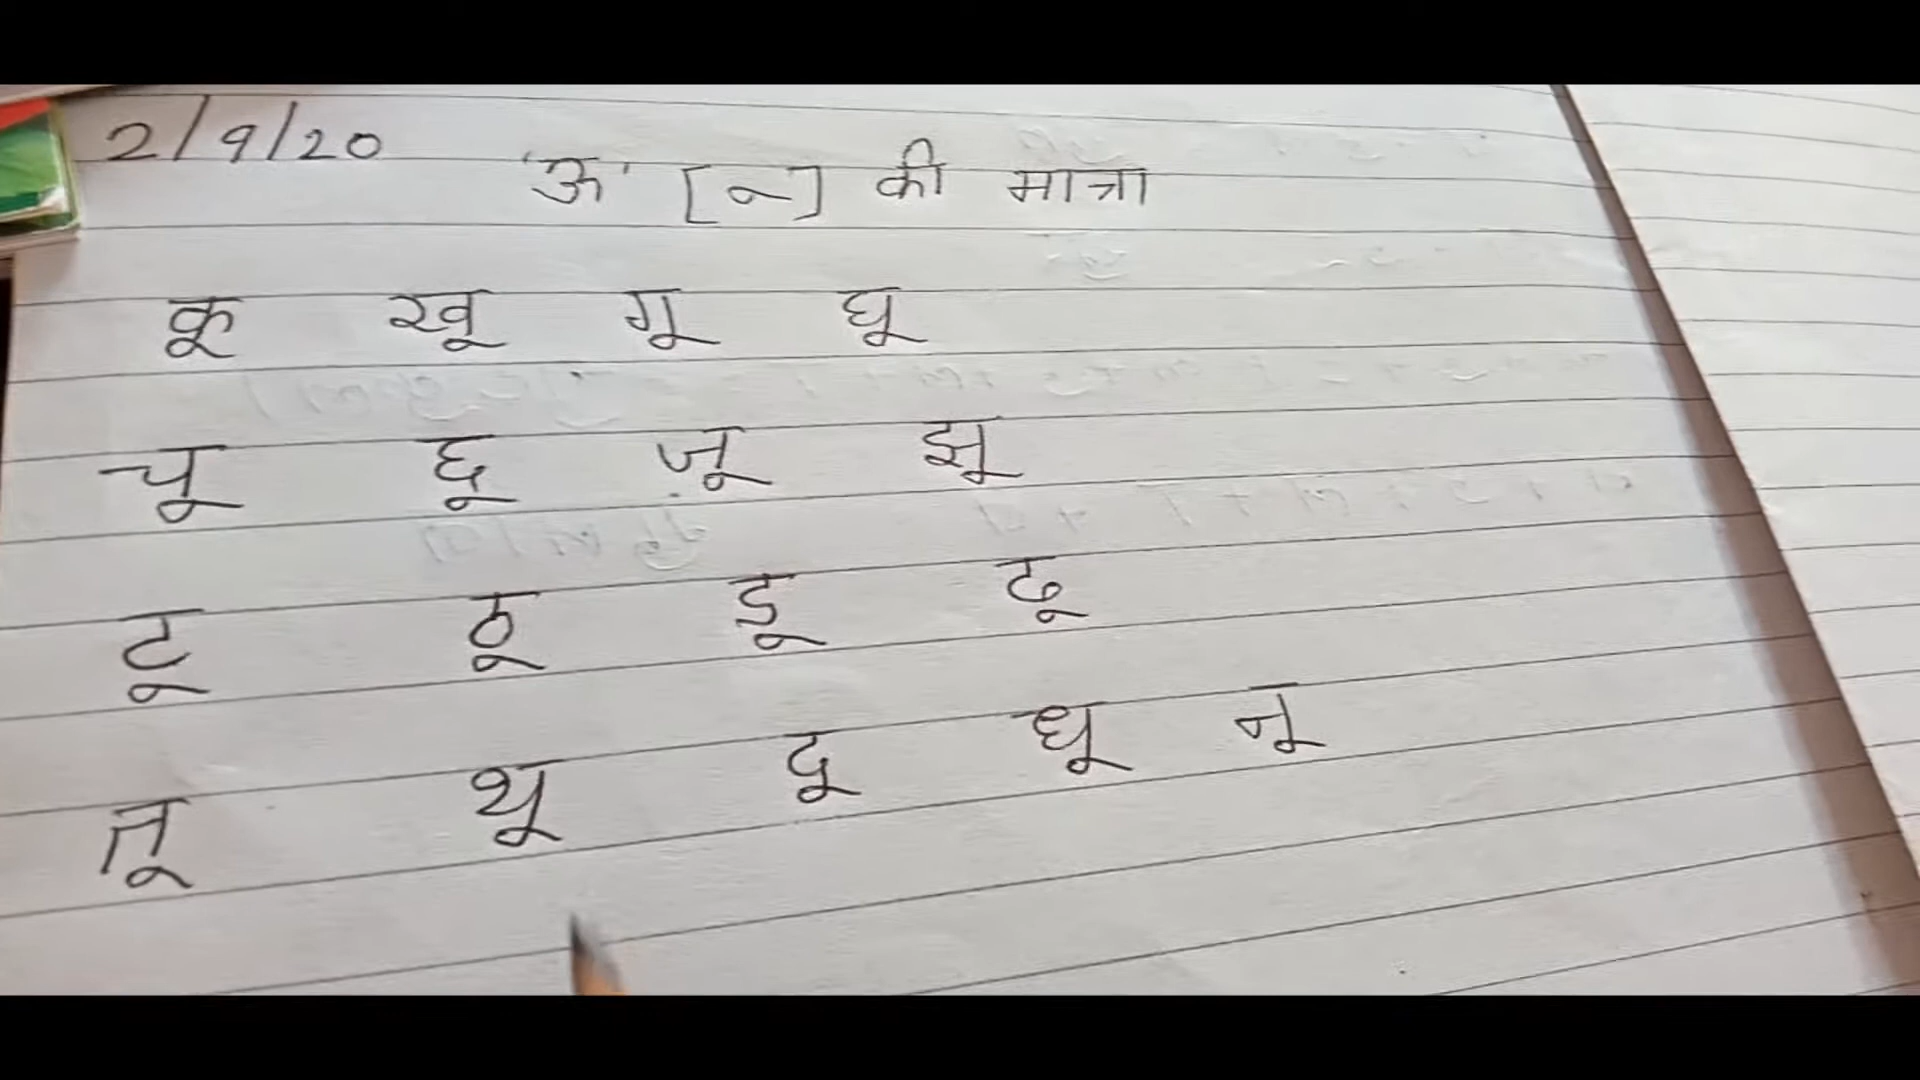 2/9/20
'ऊ' [ ू ] की मात्रा
कू खू गू घू
चू छू जू झू
टू ठू डू ढू
तू थू दू धू नू